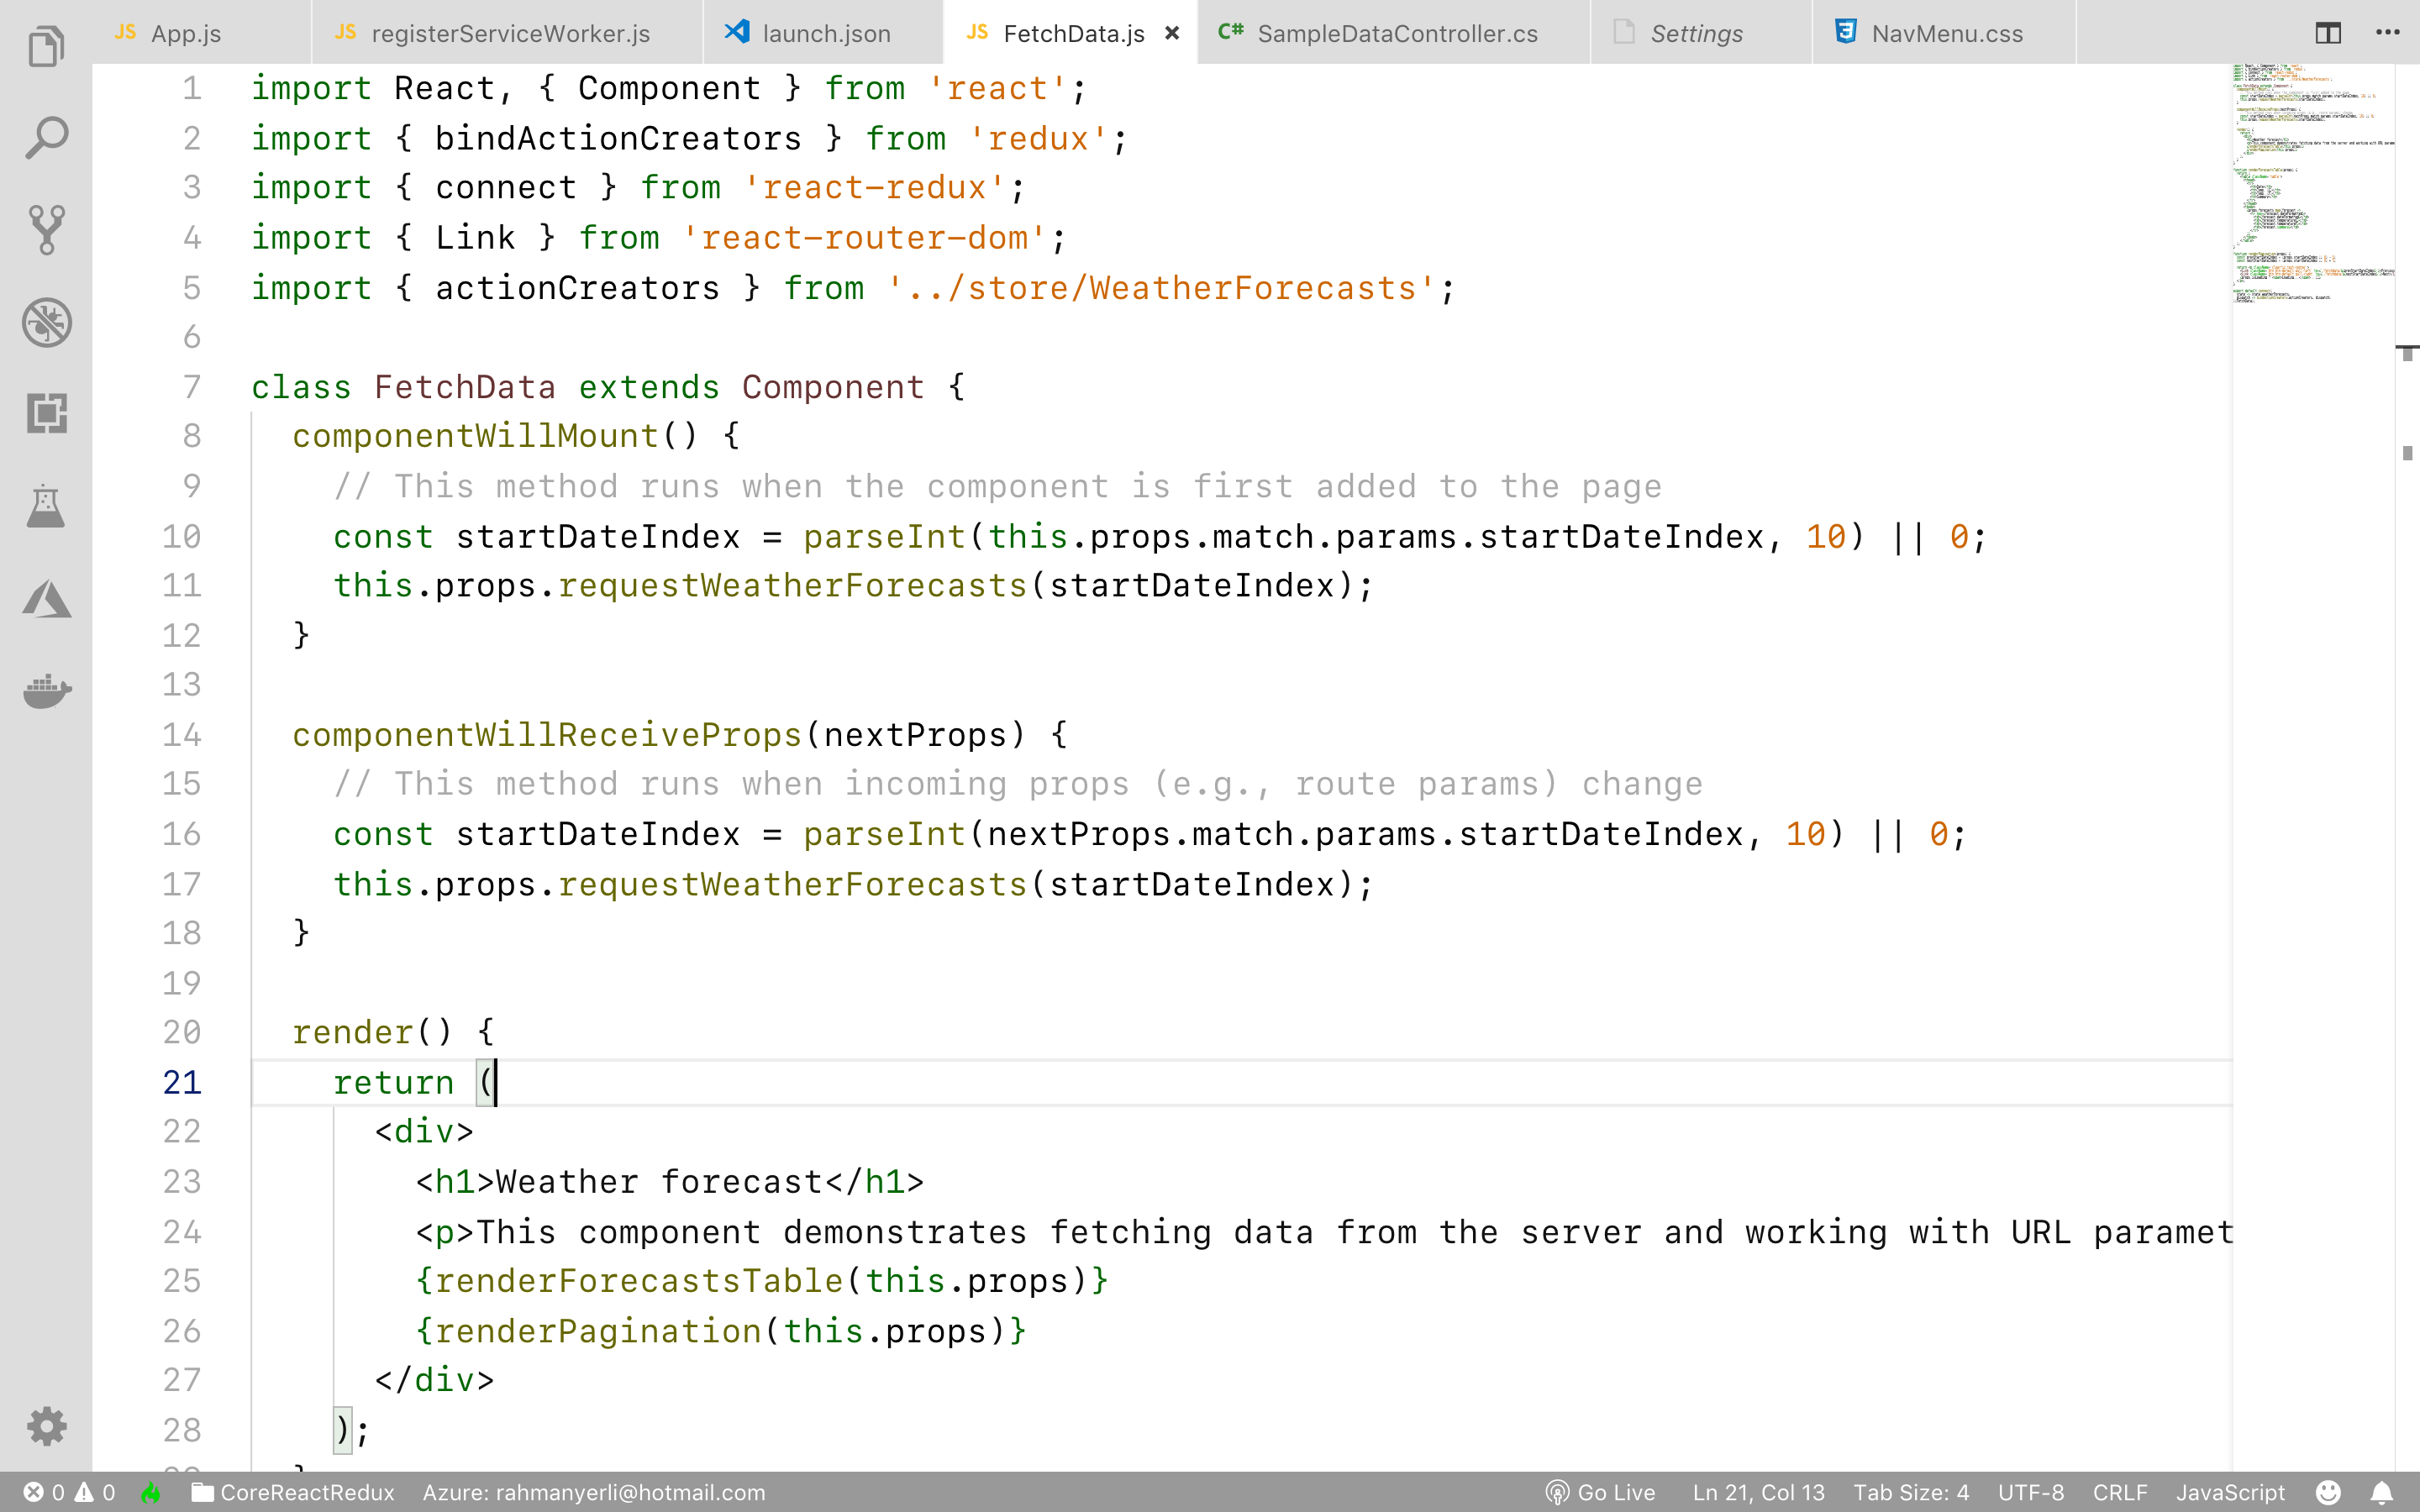 JS App.js JS registerServiceWorker.js launch.json JS FetchData.js × C# SampleDataController.cs Settings NavMenu.css
1 import React, { Component } from 'react';
2 import { bindActionCreators } from 'redux';
3 import { connect } from 'react-redux';
4 import { Link } from 'react-router-dom';
5 import { actionCreators } from '../store/WeatherForecasts';
6
7 class FetchData extends Component {
8 componentWillMount() {
9 // This method runs when the component is first added to the page
10 const startDateIndex = parseInt(this.props.match.params.startDateIndex, 10) || 0;
11 this.props.requestWeatherForecasts(startDateIndex);
12 }
13
14 componentWillReceiveProps(nextProps) {
15 // This method runs when incoming props (e.g., route params) change
16 const startDateIndex = parseInt(nextProps.match.params.startDateIndex, 10) || 0;
17 this.props.requestWeatherForecasts(startDateIndex);
18 }
19
20 render() {
21 return (
22 <div>
23 <h1>Weather forecast</h1>
24 <p>This component demonstrates fetching data from the server and working with URL paramet
25 {renderForecastsTable(this.props)}
26 {renderPagination(this.props)}
27 </div>
28 );
0 0 CoreReactRedux Azure: rahmanyerli@hotmail.com Go Live Ln 21, Col 13 Tab Size: 4 UTF-8 CRLF JavaScript